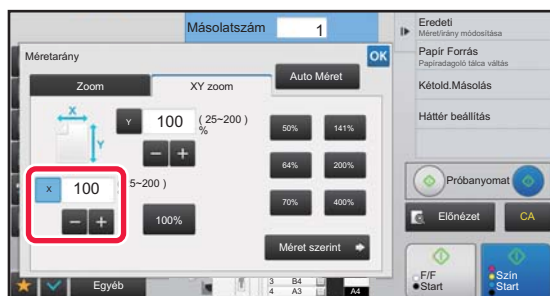 Másolatszám 1
Méretarány
OK
Zoom
XY zoom
Auto Méret
X
Y
Y 100 ( 25~200 ) %
X 100 5~200 )
100%
50% 141%
64% 200%
70% 400%
Méret szerint
Egyéb
3 B4
4 A3
A4
Eredeti
Méret/irány módosítása
Papír Forrás
Papíradagoló tálca váltás
Kétold.Másolás
Háttér beállítás
Próbanyomat
Előnézet
CA
F/F
Start
Szín
Start